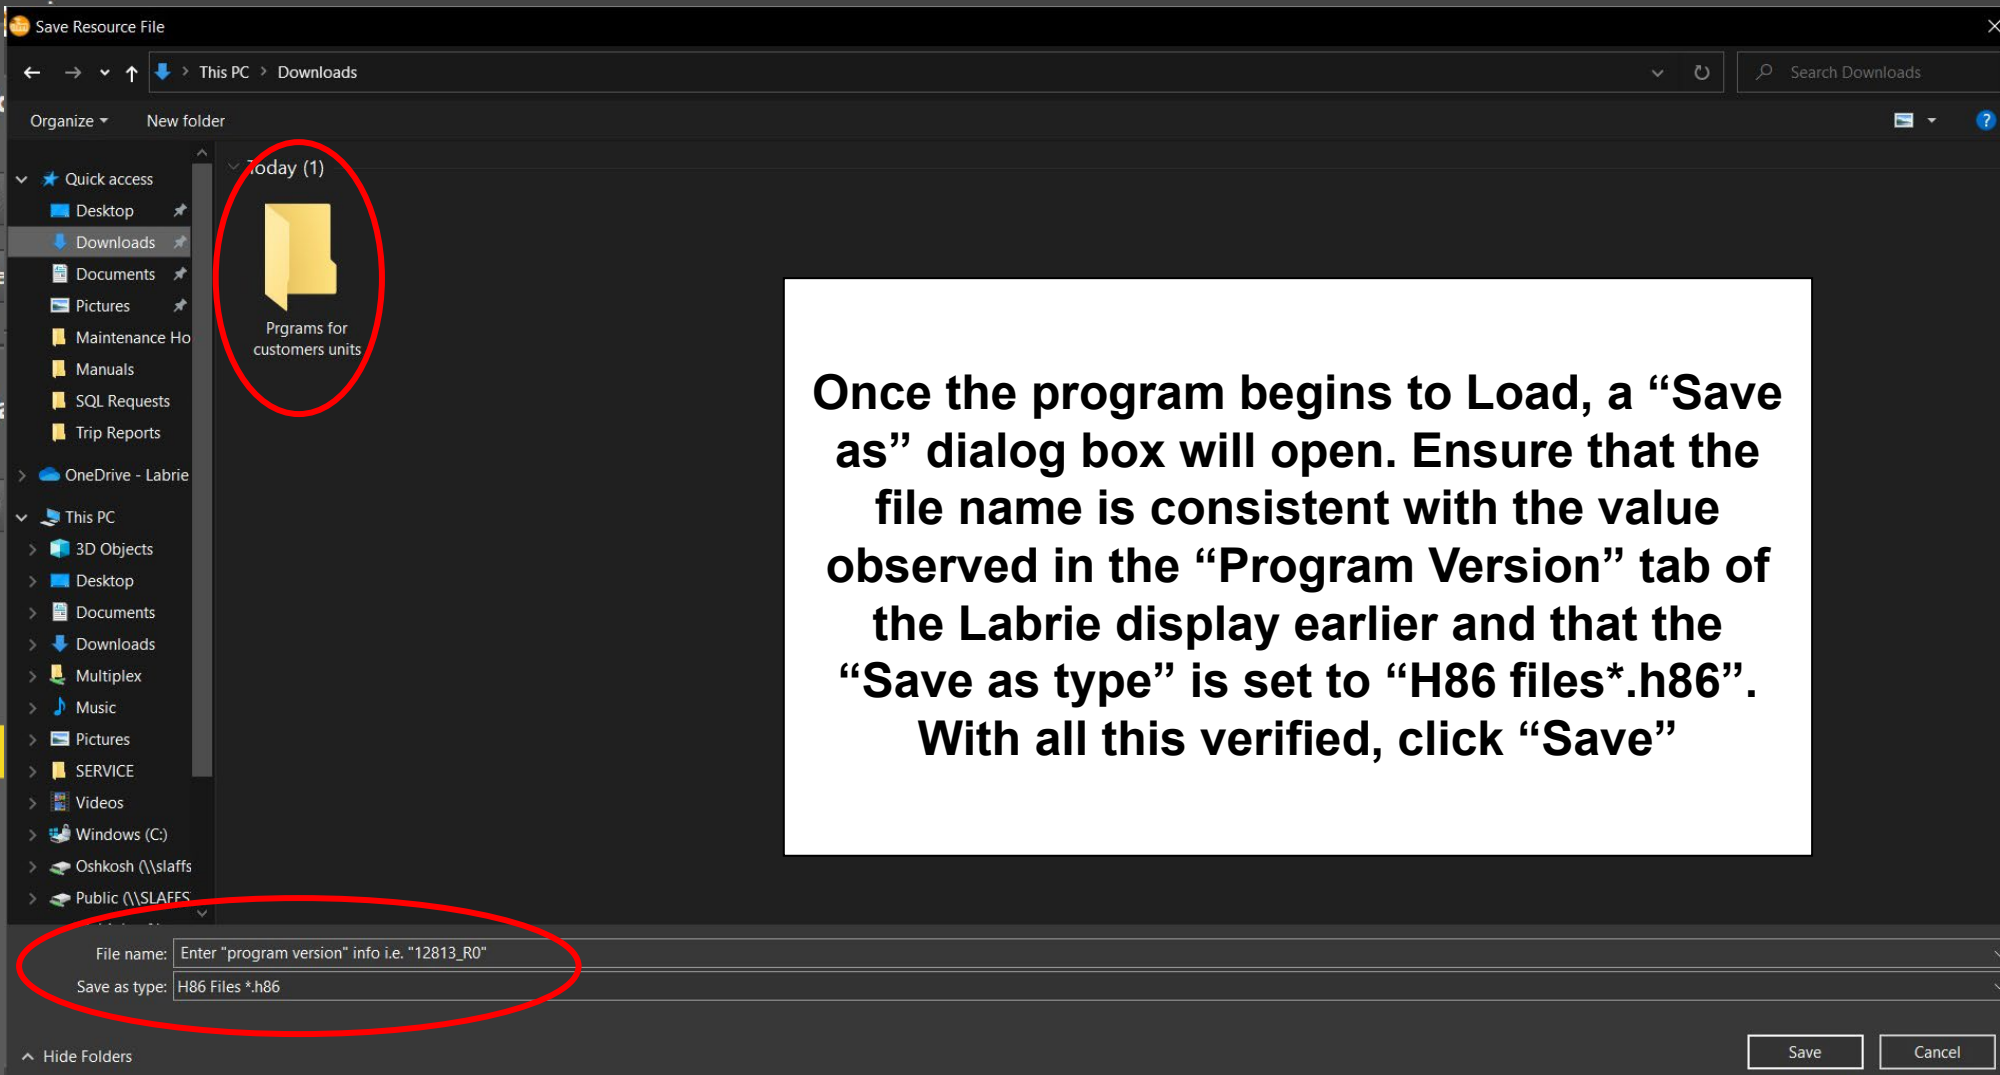 Save Resource File
This PC > Downloads
Search Downloads
Organize
New folder
Quick access
Desktop
Downloads
Documents
Pictures
Maintenance Ho
Manuals
SQL Requests
Trip Reports
OneDrive - Labrie
This PC
3D Objects
Desktop
Documents
Downloads
Multiplex
Music
Pictures
SERVICE
Videos
Windows (C:)
Oshkosh (\\slaffs
Public (\\SLAFFS
Today (1)
Prgrams for
customers units
Once the program begins to Load, a “Save
as” dialog box will open. Ensure that the
file name is consistent with the value
observed in the “Program Version” tab of
the Labrie display earlier and that the
“Save as type” is set to “H86 files*.h86”.
With all this verified, click “Save”
File name: Enter "program version" info i.e. "12813_R0"
Save as type: H86 Files *.h86
Hide Folders
Save
Cancel